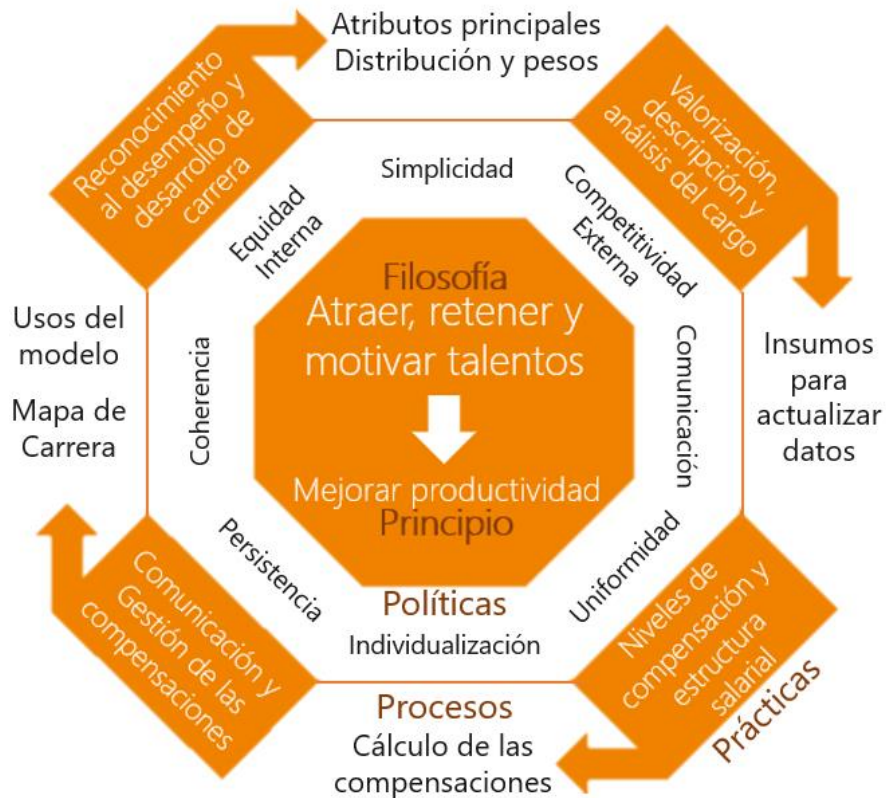 Atributos principales
Distribución y pesos
Reconocimiento
al desempeño y
desarrollo de
carrera
Valorización,
descripción y
análisis del cargo
Simplicidad
Equidad
Interna
Competitividad
Externa
Filosofía
Atraer, retener y
motivar talentos
Mejorar productividad
Principio
Coherencia
Comunicación
Usos del
modelo
Mapa de
Carrera
Insumos
para
actualizar
datos
Persistencia
Uniformidad
Políticas
Individualización
Comunicación y
Gestión de las
compensaciones
Niveles de
compensación y
estructura
salarial
Prácticas
Procesos
Cálculo de las
compensaciones